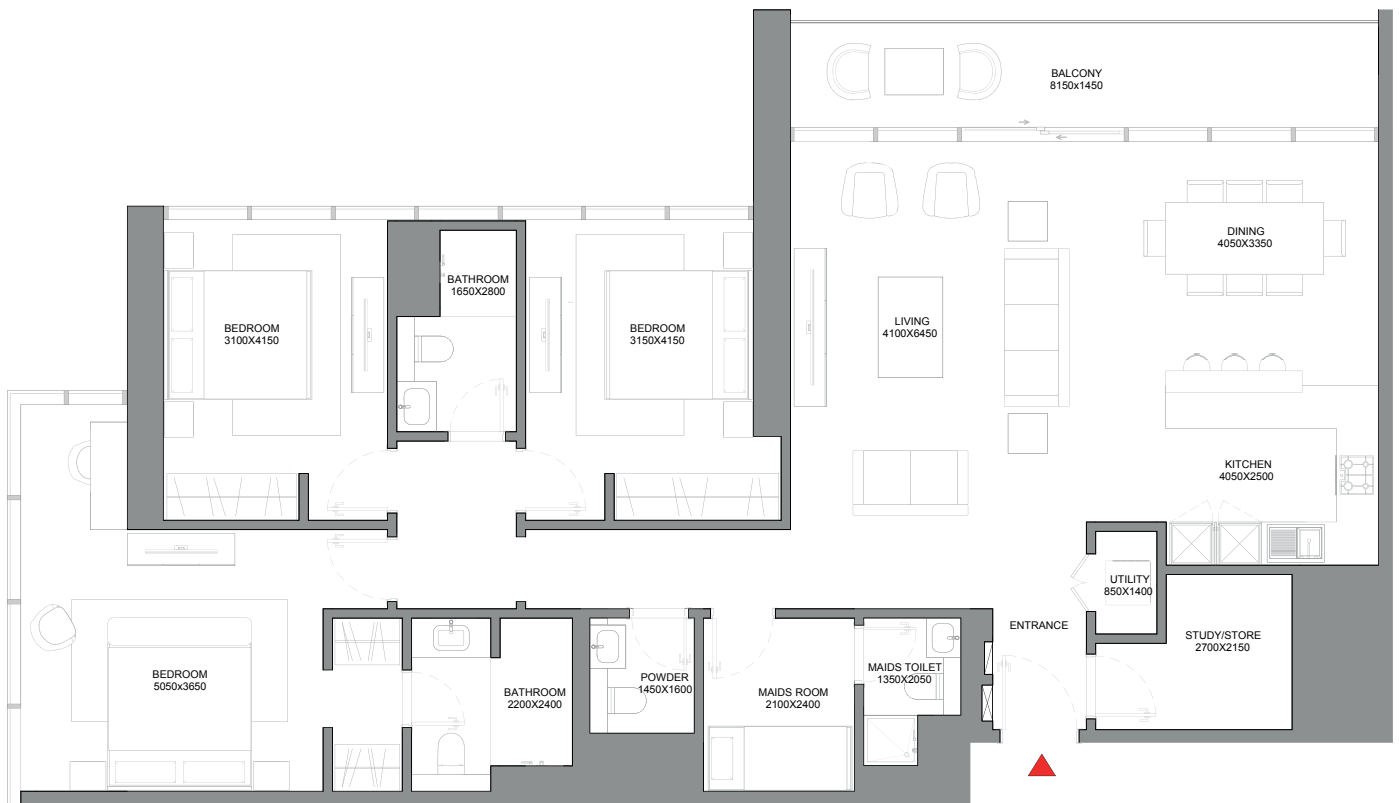 BALCONY
8150x1450
DINING
4050X3350
BATHROOM
1650X2800
BEDROOM
3100X4150
BEDROOM
3150X4150
LIVING
4100X6450
KITCHEN
4050X2500
UTILITY
850X1400
ENTRANCE
STUDY/STORE
2700X2150
BEDROOM
5050x3650
BATHROOM
2200X2400
POWDER
1450X1600
MAIDS ROOM
2100X2400
MAIDS TOILET
1350X2050